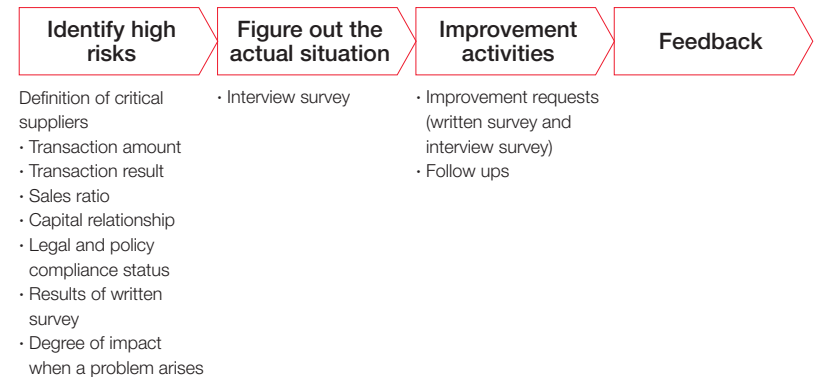 Identify high
risks
Figure out the
actual situation
Improvement
activities
Feedback
Definition of critical
suppliers
· Transaction amount
· Transaction result
· Sales ratio
· Capital relationship
· Legal and policy
compliance status
· Results of written
survey
· Degree of impact
when a problem arises
· Interview survey
· Improvement requests
(written survey and
interview survey)
· Follow ups